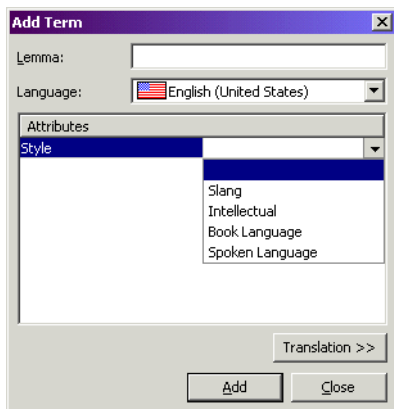 Add Term
Lemma:
Language: English (United States)
Attributes
Style
Slang
Intellectual
Book Language
Spoken Language
Translation >>
Add Close